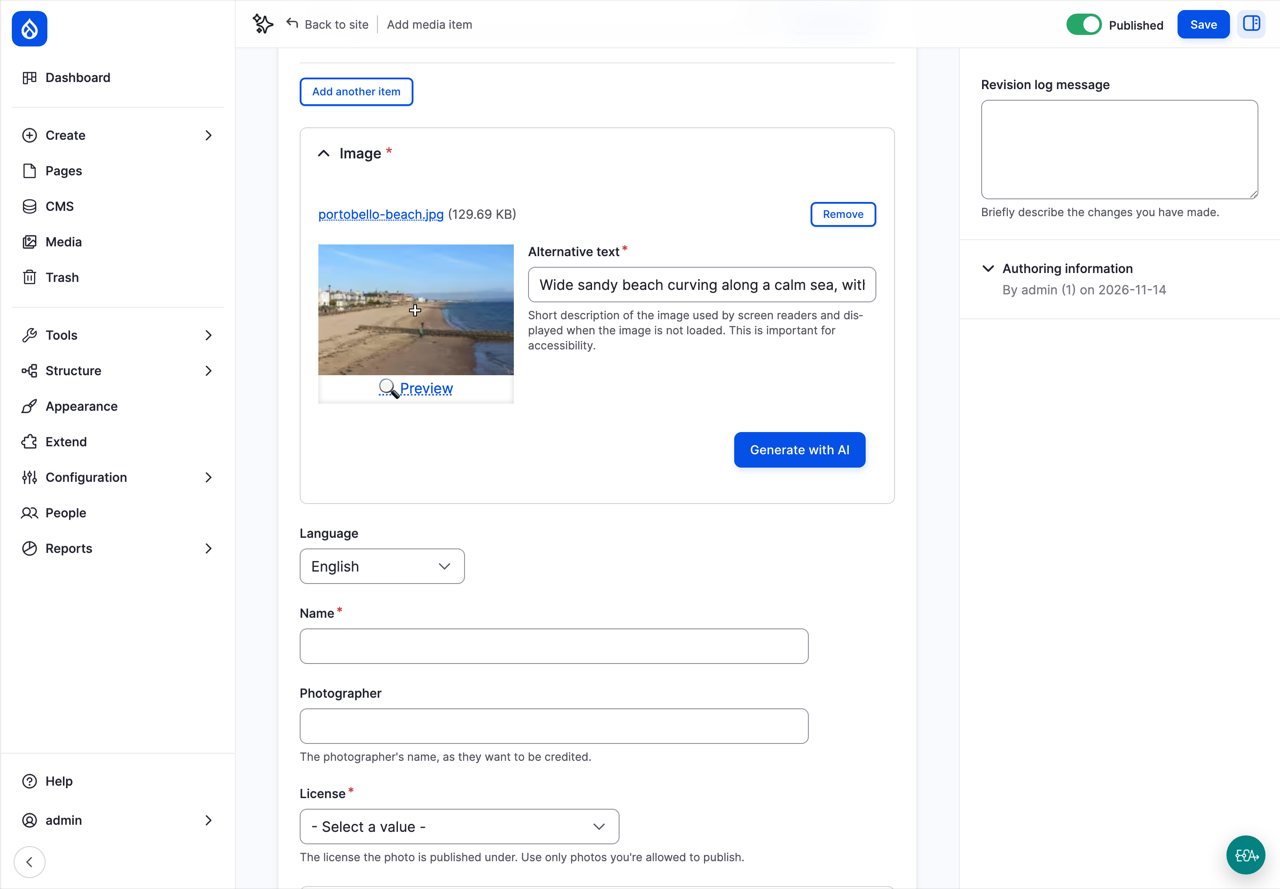 Back to site
Add media item
Published
Save
Dashboard
Create
Pages
CMS
Media
Trash
Tools
Structure
Appearance
Extend
Configuration
People
Reports
Help
admin
Add another item
Image *
portobello-beach.jpg (129.69 KB)
Remove
Preview
Alternative text *
Wide sandy beach curving along a calm sea, with
Short description of the image used by screen readers and dis-
played when the image is not loaded. This is important for
accessibility.
Generate with AI
Language
English
Name *
Photographer
The photographer's name, as they want to be credited.
License *
- Select a value -
The license the photo is published under. Use only photos you're allowed to publish.
Revision log message
Briefly describe the changes you have made.
Authoring information
By admin (1) on 2026-11-14
ECA